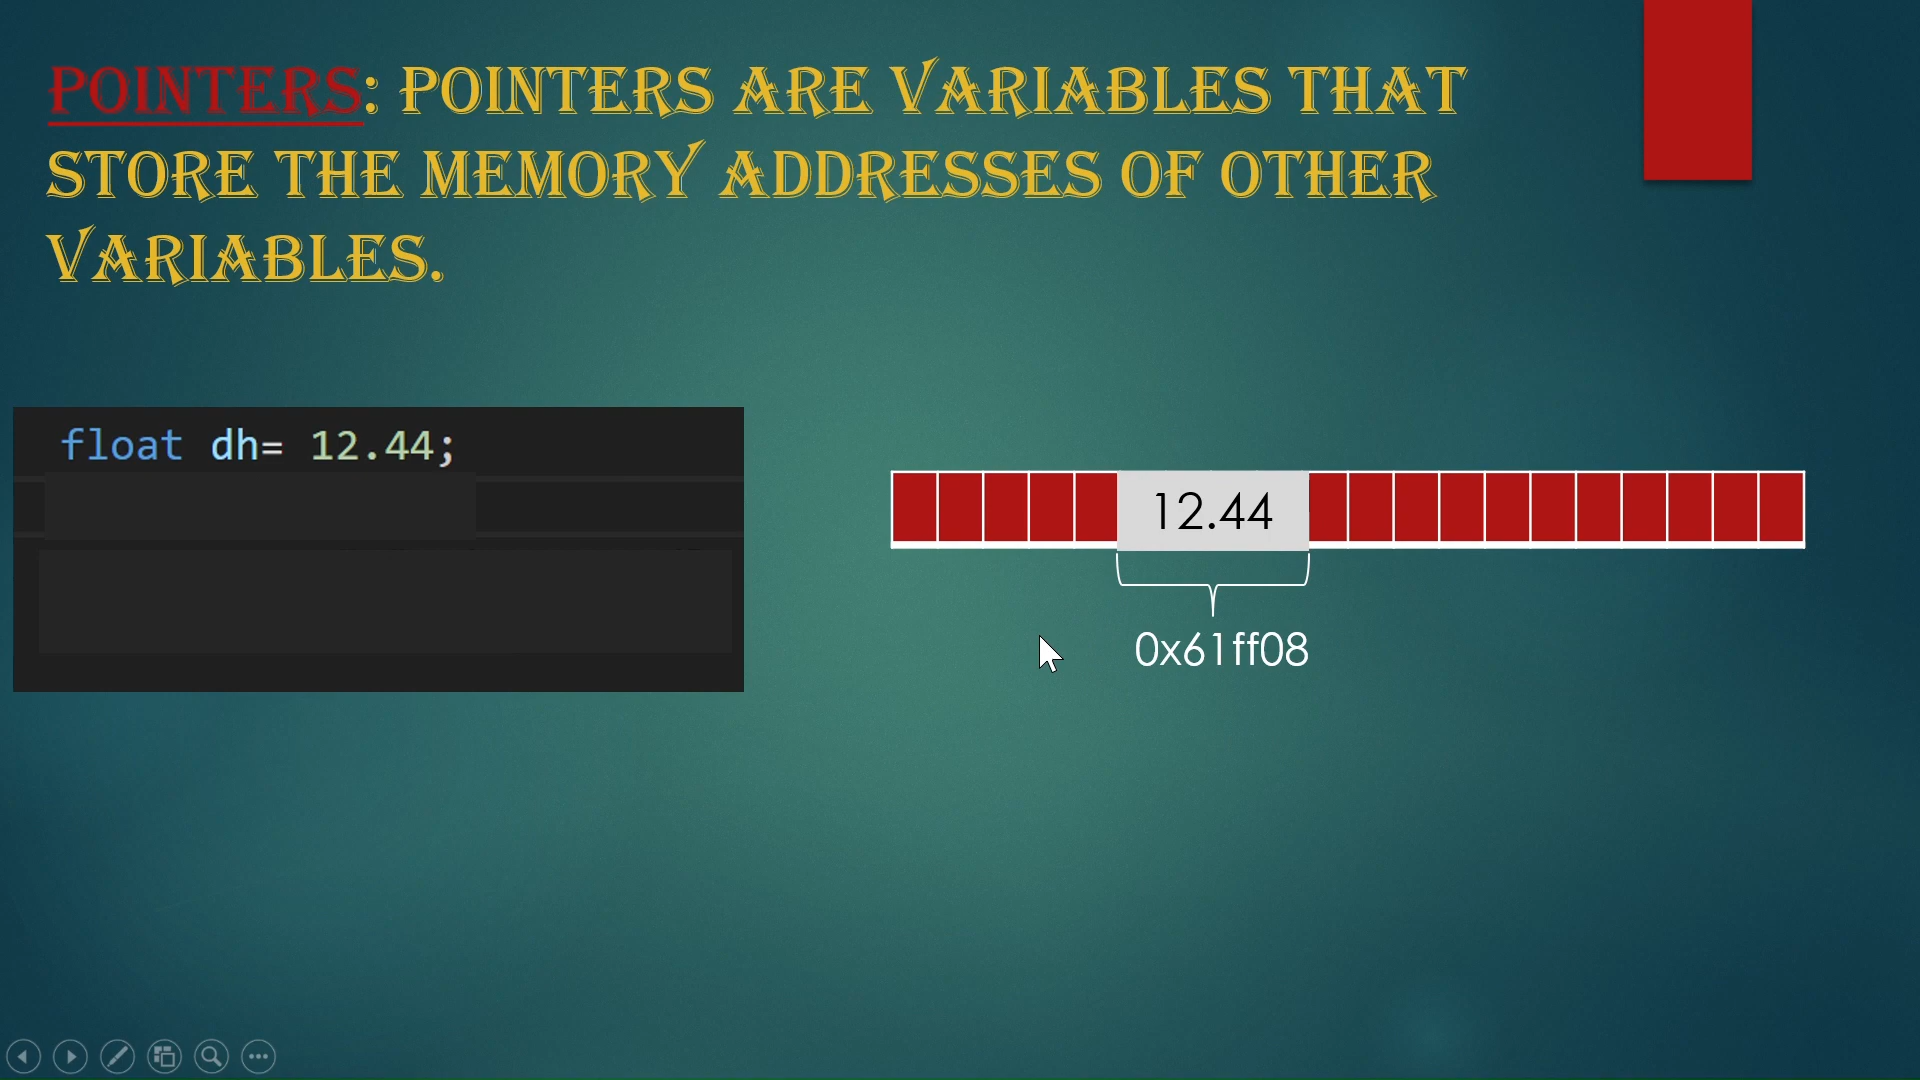 POINTERS: POINTERS ARE VARIABLES THAT
STORE THE MEMORY ADDRESSES OF OTHER
VARIABLES.
float dh= 12.44;
12.44
0x61ff08